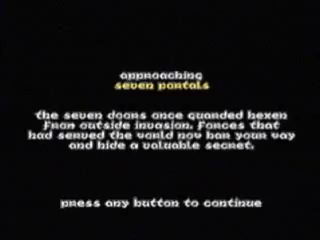 approaching
seven portals
the seven doors once guarded hexen
from outside invasion. forces that
had served the world now bar your way
and hide a valuable secret.
press any button to continue